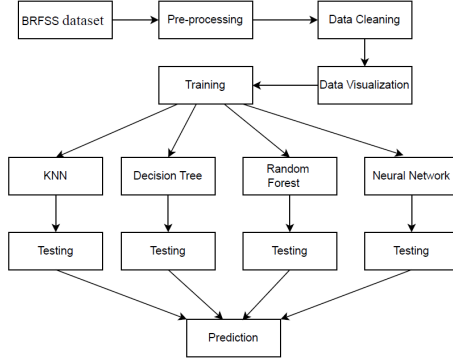 BRFSS dataset
Pre-processing
Data Cleaning
Training
Data Visualization
KNN
Decision Tree
Random
Forest
Neural Network
Testing
Testing
Testing
Testing
Prediction